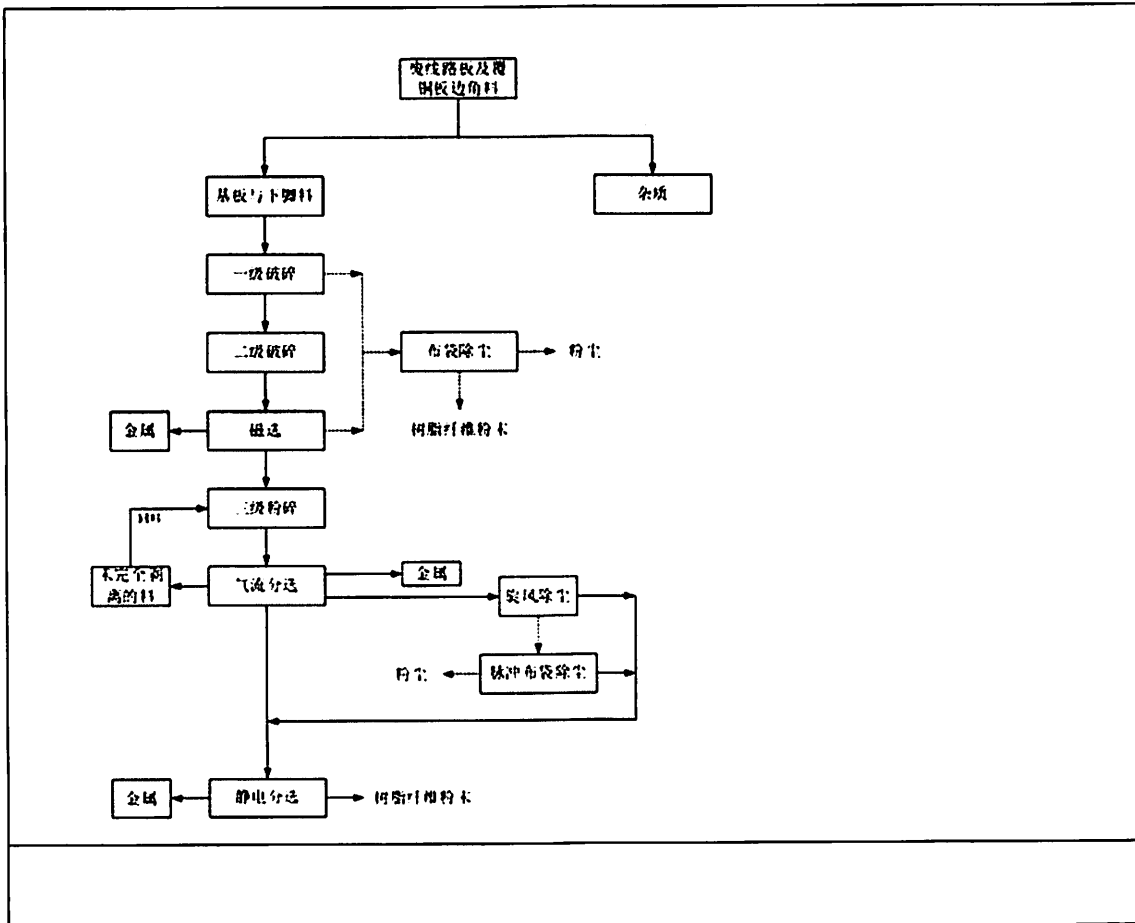 废线路板及覆
铜板边角料
基板与下脚料
杂质
一级破碎
二级破碎
布袋除尘
粉尘
金属
磁选
树脂纤维粉末
三级粉碎
未完全剥
离的料
气流分选
金属
旋风除尘
粉尘
脉冲布袋除尘
金属
静电分选
树脂纤维粉末